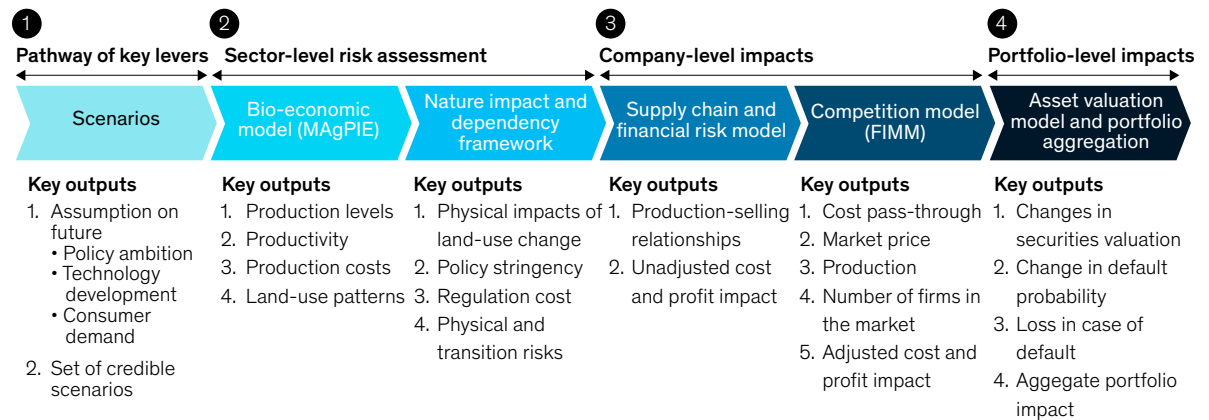 1
Pathway of key levers
2
Sector-level risk assessment
3
Company-level impacts
4
Portfolio-level impacts
Scenarios
Bio-economic
model (MAgPIE)
Nature impact and
dependency
framework
Supply chain and
financial risk model
Competition model
(FIMM)
Asset valuation
model and portfolio
aggregation
Key outputs
1. Assumption on
future
• Policy ambition
• Technology
development
• Consumer
demand
2. Set of credible
scenarios
Key outputs
1. Production levels
2. Productivity
3. Production costs
4. Land-use patterns
Key outputs
1. Physical impacts of
land-use change
2. Policy stringency
3. Regulation cost
4. Physical and
transition risks
Key outputs
1. Production-selling
relationships
2. Unadjusted cost
and profit impact
Key outputs
1. Cost pass-through
2. Market price
3. Production
4. Number of firms in
the market
5. Adjusted cost and
profit impact
Key outputs
1. Changes in
securities valuation
2. Change in default
probability
3. Loss in case of
default
4. Aggegate portfolio
impact